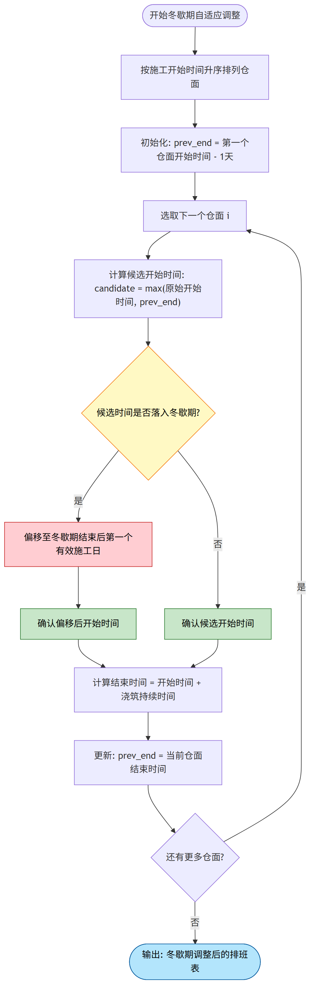 开始冬歇期自适应调整
按施工开始时间升序排列仓
面
初始化: prev_end = 第一个
仓面开始时间 - 1天
选取下一个仓面 i
计算候选开始时间:
candidate = max(原始开始
时间, prev_end)
候选时间是否落入冬歇期?
是
偏移至冬歇期结束后第一个
有效施工日
否
是
确认偏移后开始时间
确认候选开始时间
计算结束时间 = 开始时间 +
浇筑持续时间
更新: prev_end = 当前仓面
结束时间
还有更多仓面?
否
输出: 冬歇期调整后的排班
表